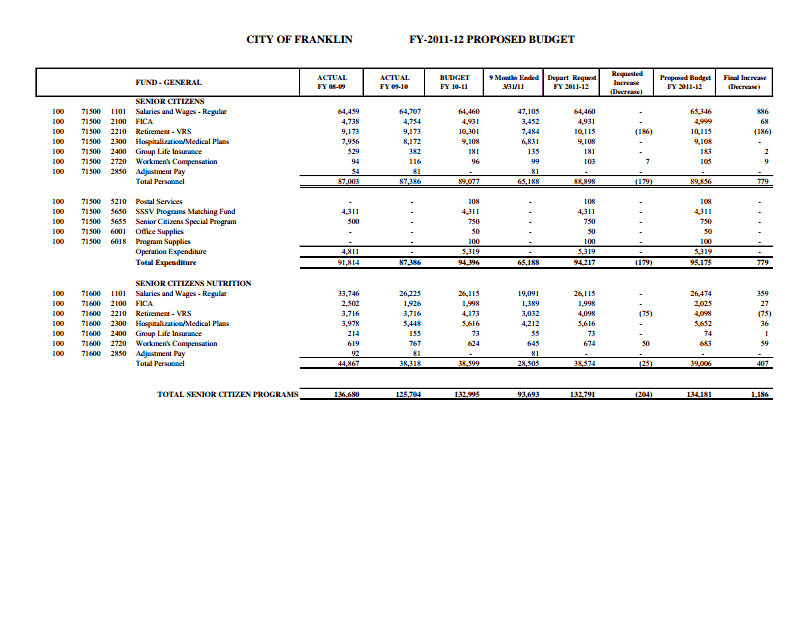 CITY OF FRANKLIN FY-2011-12 PROPOSED BUDGET
FUND - GENERAL ACTUAL FY 08-09 ACTUAL FY 09-10 BUDGET FY 10-11 9 Months Ended 3/31/11 Depart Request FY 2011-12 Requested Increase (Decrease) Proposed Budget FY 2011-12 Final Increase (Decrease)
SENIOR CITIZENS
100 71500 1101 Salaries and Wages - Regular 64,459 64,707 64,460 47,105 64,460 - 65,346 886
100 71500 2100 FICA 4,738 4,754 4,931 3,452 4,931 - 4,999 68
100 71500 2210 Retirement - VRS 9,173 9,173 10,301 7,484 10,115 (186) 10,115 (186)
100 71500 2300 Hospitalization/Medical Plans 7,956 8,172 9,108 6,831 9,108 - 9,108 -
100 71500 2400 Group Life Insurance 529 382 181 135 181 - 183 2
100 71500 2720 Workmen's Compensation 94 116 96 99 103 7 105 9
100 71500 2850 Adjustment Pay 54 81 - 81 - - - -
Total Personnel 87,003 87,386 89,077 65,188 88,898 (179) 89,856 779
100 71500 5210 Postal Services - - 108 108 - 108 -
100 71500 5650 SSSV Programs Matching Fund 4,311 - 4,311 4,311 - 4,311 -
100 71500 5655 Senior Citizens Special Program 500 - 750 750 - 750 -
100 71500 6001 Office Supplies - - 50 50 - 50 -
100 71500 6018 Program Supplies - - 100 100 - 100 -
Operation Expenditure 4,811 - 5,319 - 5,319 - 5,319 -
Total Expenditure 91,814 87,386 94,396 65,188 94,217 (179) 95,175 779
SENIOR CITIZENS NUTRITION
100 71600 1101 Salaries and Wages - Regular 33,746 26,225 26,115 19,091 26,115 - 26,474 359
100 71600 2100 FICA 2,502 1,926 1,998 1,389 1,998 - 2,025 27
100 71600 2210 Retirement - VRS 3,716 3,716 4,173 3,032 4,098 (75) 4,098 (75)
100 71600 2300 Hospitalization/Medical Plans 3,978 5,448 5,616 4,212 5,616 - 5,652 36
100 71600 2400 Group Life Insurance 214 155 73 55 73 - 74 1
100 71600 2720 Workmen's Compensation 619 767 624 645 674 50 683 59
100 71600 2850 Adjustment Pay 92 81 - 81 - - - -
Total Personnel 44,867 38,318 38,599 28,505 38,574 (25) 39,006 407
TOTAL SENIOR CITIZEN PROGRAMS 136,680 125,704 132,995 93,693 132,791 (204) 134,181 1,186